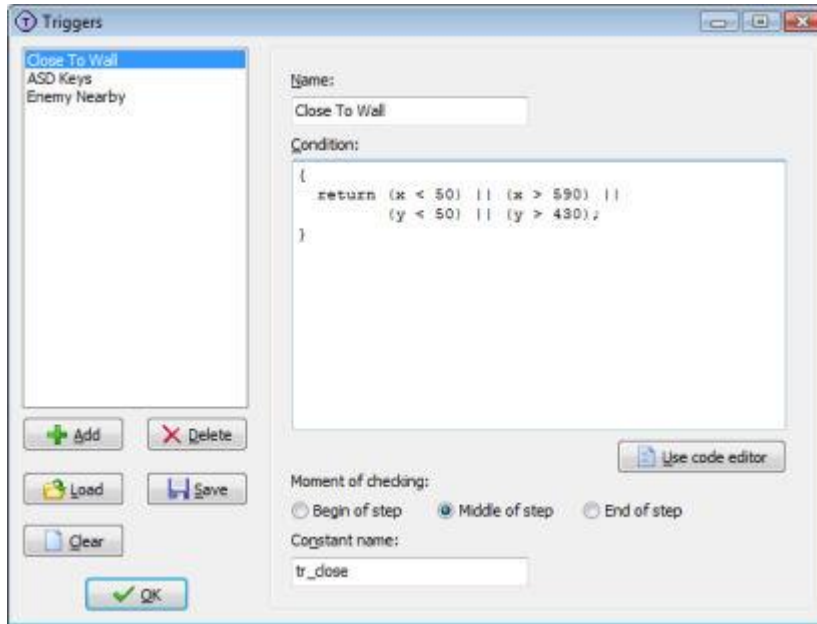 Triggers
Close To Wall
ASD Keys
Enemy Nearby
Add
Delete
Load
Save
Clear
OK
Name:
Close To Wall
Condition:
{
return (x < 50) || (x > 590) ||
(y < 50) || (y > 430);
}
Use code editor
Moment of checking:
Begin of step
Middle of step
End of step
Constant name:
tr_close